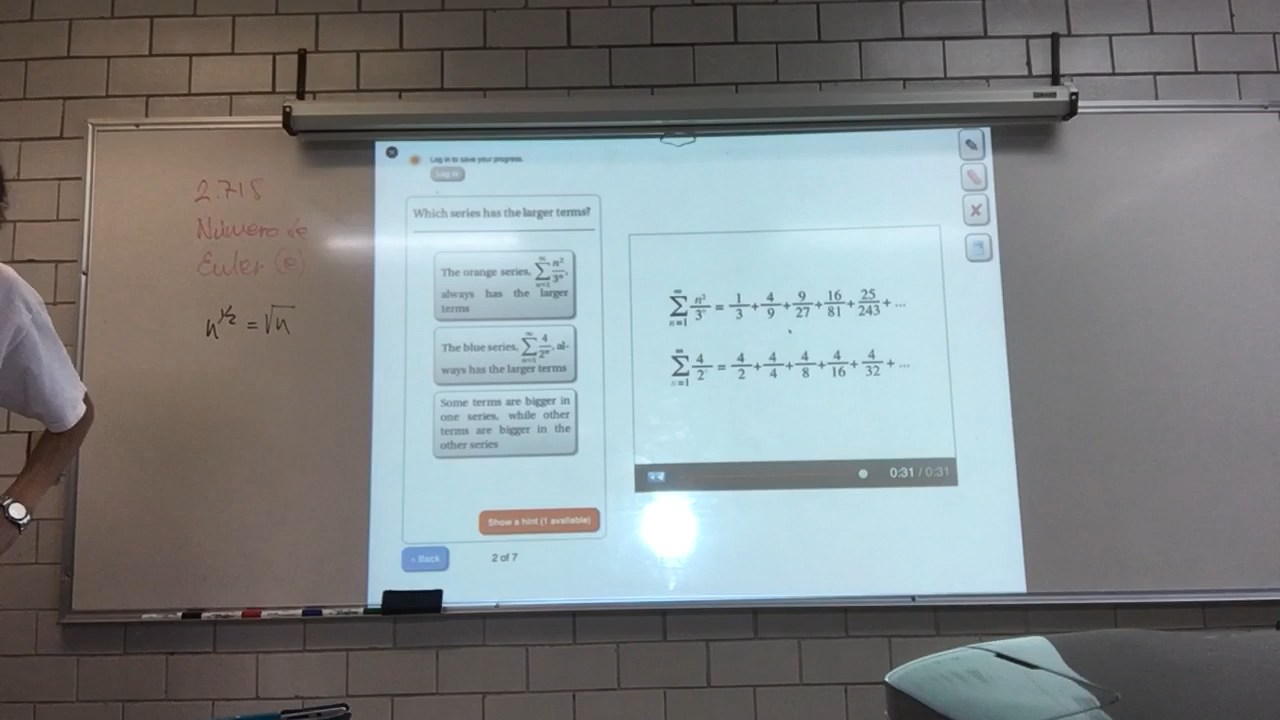 2.718
Número de
Euler (e)
n^1/2 = √n
Log in to save your progress.
Log in
Which series has the larger terms?
The orange series, ∑_{n=1}^∞ n²/3ⁿ,
always has the larger
terms
The blue series, ∑_{n=1}^∞ 4/2ⁿ, al-
ways has the larger terms
Some terms are bigger in
one series, while other
terms are bigger in the
other series
Show a hint (1 available)
« Back
2 of 7
∑_{n=1}^∞ n²/3ⁿ = 1/3 + 4/9 + 9/27 + 16/81 + 25/243 + ...
∑_{n=1}^∞ 4/2ⁿ = 4/2 + 4/4 + 4/8 + 4/16 + 4/32 + ...
0:31 / 0:31